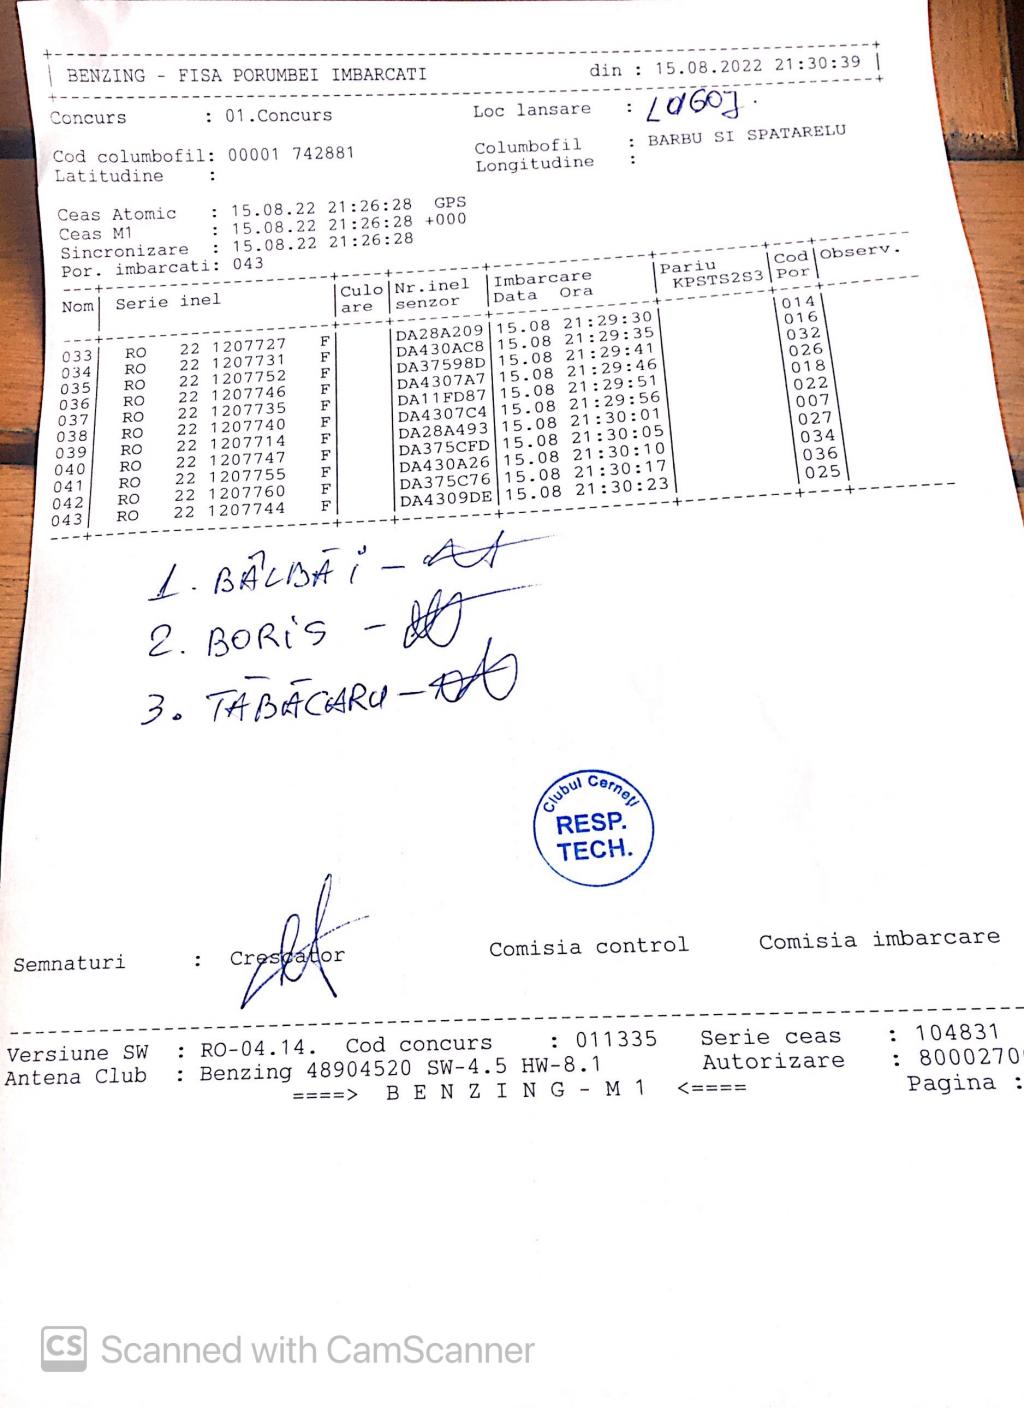 BENZING - FISA PORUMBEI IMBARCATI din : 15.08.2022 21:30:39
Concurs : 01.Concurs Loc lansare : LUGOJ.
Cod columbofil: 00001 742881 Columbofil : BARBU SI SPATARELU
Latitudine : Longitudine :
Ceas Atomic : 15.08.22 21:26:28 GPS
Ceas M1 : 15.08.22 21:26:28 +000
Sincronizare : 15.08.22 21:26:28
Por. imbarcati: 043
Nom Serie inel Culo Nr.inel Imbarcare Pariu Cod Observ.
are senzor Data Ora KPSTS2S3 Por
033 RO 22 1207727 F DA28A209 15.08 21:29:30 014
034 RO 22 1207731 F DA430AC8 15.08 21:29:35 016
035 RO 22 1207752 F DA37598D 15.08 21:29:41 032
036 RO 22 1207746 F DA4307A7 15.08 21:29:46 026
037 RO 22 1207735 F DA11FD87 15.08 21:29:51 018
038 RO 22 1207740 F DA4307C4 15.08 21:29:56 022
039 RO 22 1207714 F DA28A493 15.08 21:30:01 007
040 RO 22 1207747 F DA375CFD 15.08 21:30:05 027
041 RO 22 1207755 F DA430A26 15.08 21:30:10 034
042 RO 22 1207760 F DA375C76 15.08 21:30:17 036
043 RO 22 1207744 F DA4309DE 15.08 21:30:23 025
1. BÂLBĂI -
2. BORIS -
3. TĂBĂCARU -
Clubul Cerneți
RESP.
TECH.
Semnaturi : Crescator Comisia control Comisia imbarcare
Versiune SW : RO-04.14. Cod concurs : 011335 Serie ceas : 104831
Antena Club : Benzing 48904520 SW-4.5 HW-8.1 Autorizare : 8000270
====> B E N Z I N G - M 1 <==== Pagina :
CS Scanned with CamScanner